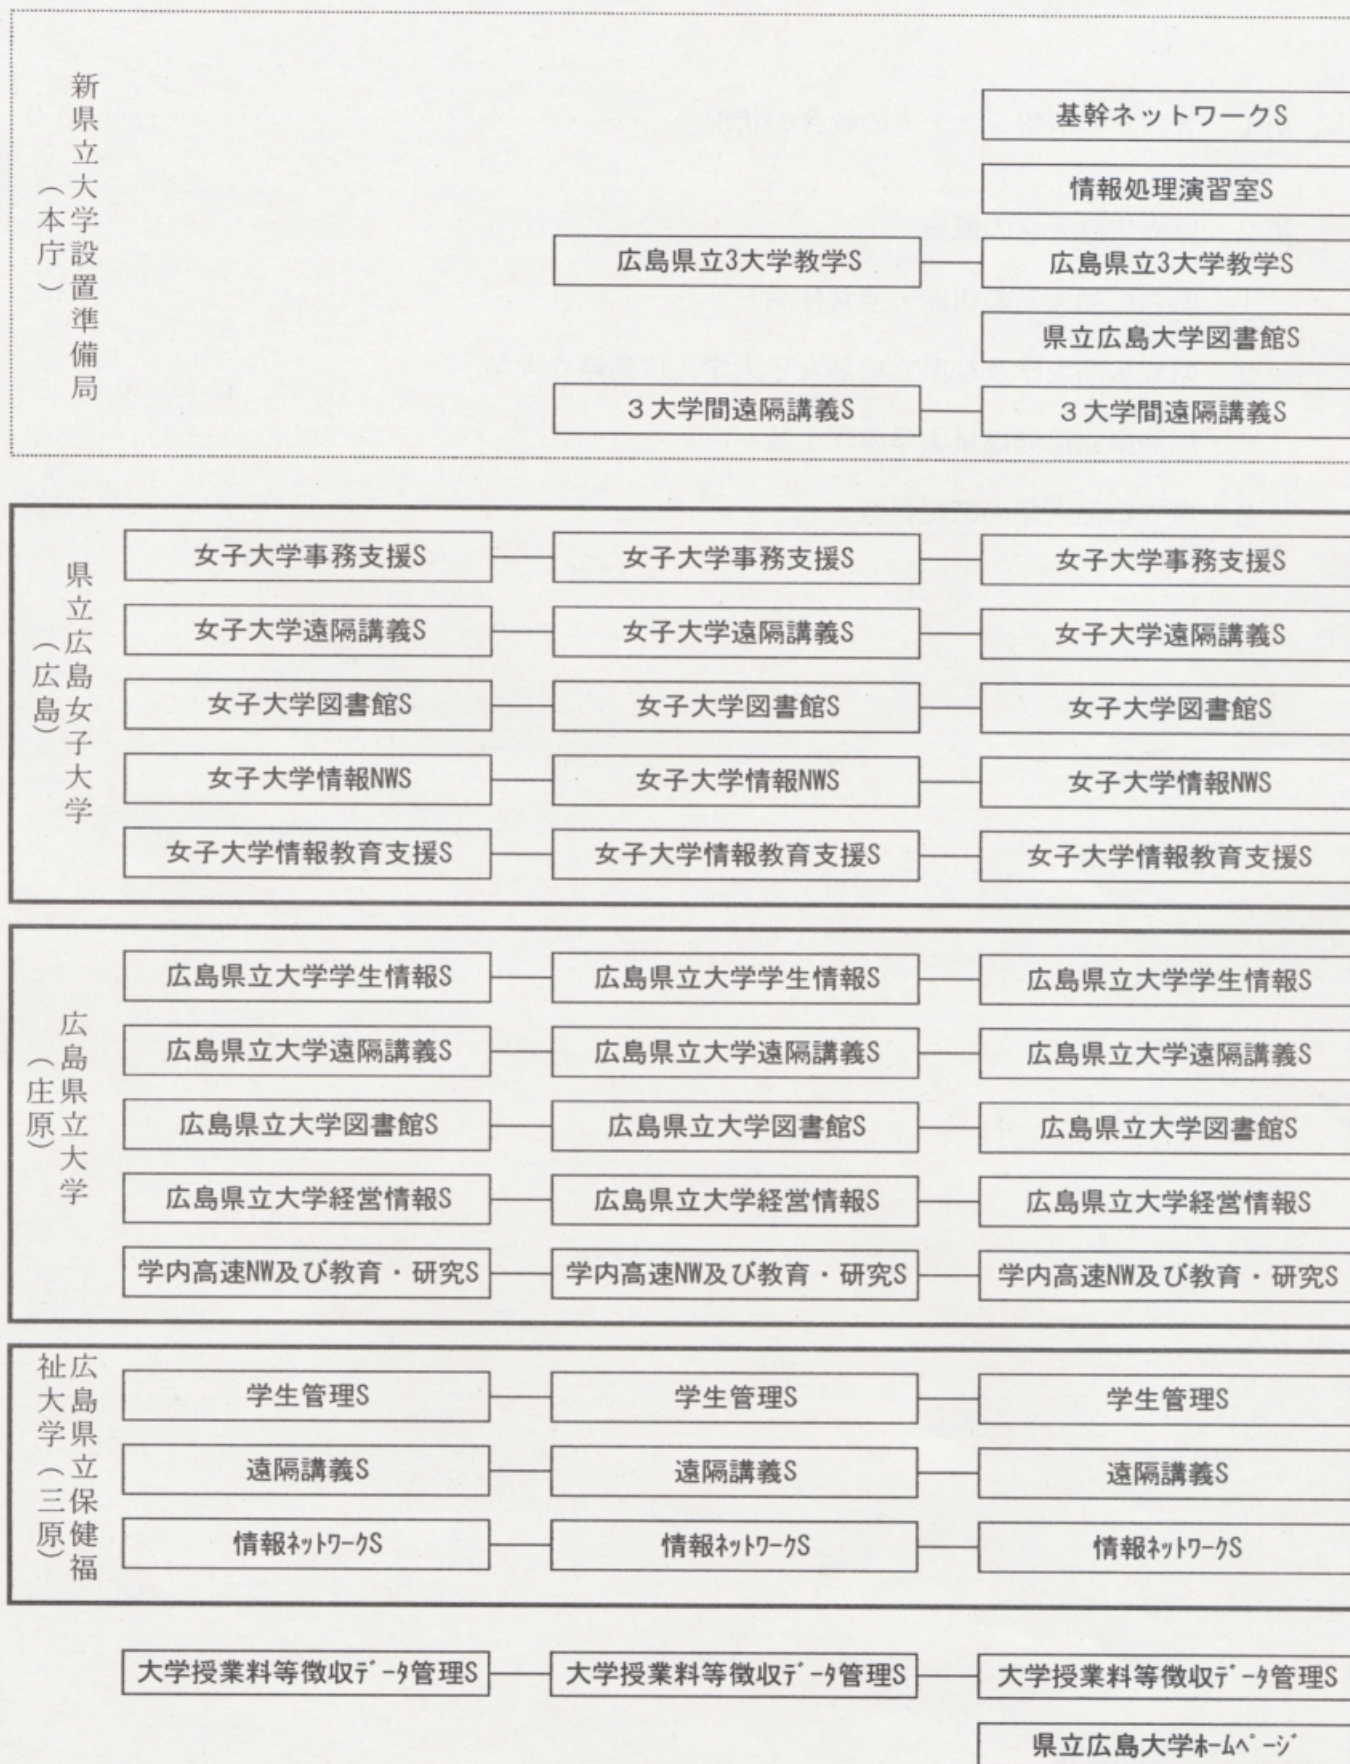 新県立大学設置準備局
（本庁）
基幹ネットワークS
情報処理演習室S
広島県立3大学教学S
広島県立3大学教学S
県立広島大学図書館S
３大学間遠隔講義S
３大学間遠隔講義S
県立広島女子大学
（広島）
女子大学事務支援S
女子大学事務支援S
女子大学事務支援S
女子大学遠隔講義S
女子大学遠隔講義S
女子大学遠隔講義S
女子大学図書館S
女子大学図書館S
女子大学図書館S
女子大学情報NWS
女子大学情報NWS
女子大学情報NWS
女子大学情報教育支援S
女子大学情報教育支援S
女子大学情報教育支援S
広島県立大学
（庄原）
広島県立大学学生情報S
広島県立大学学生情報S
広島県立大学学生情報S
広島県立大学遠隔講義S
広島県立大学遠隔講義S
広島県立大学遠隔講義S
広島県立大学図書館S
広島県立大学図書館S
広島県立大学図書館S
広島県立大学経営情報S
広島県立大学経営情報S
広島県立大学経営情報S
学内高速NW及び教育・研究S
学内高速NW及び教育・研究S
学内高速NW及び教育・研究S
広島県立保健福
祉大学（三原）
学生管理S
学生管理S
学生管理S
遠隔講義S
遠隔講義S
遠隔講義S
情報ﾈｯﾄﾜｰｸS
情報ﾈｯﾄﾜｰｸS
情報ﾈｯﾄﾜｰｸS
大学授業料等徴収ﾃﾞｰﾀ管理S
大学授業料等徴収ﾃﾞｰﾀ管理S
大学授業料等徴収ﾃﾞｰﾀ管理S
県立広島大学ﾎｰﾑﾍﾟｰｼﾞ